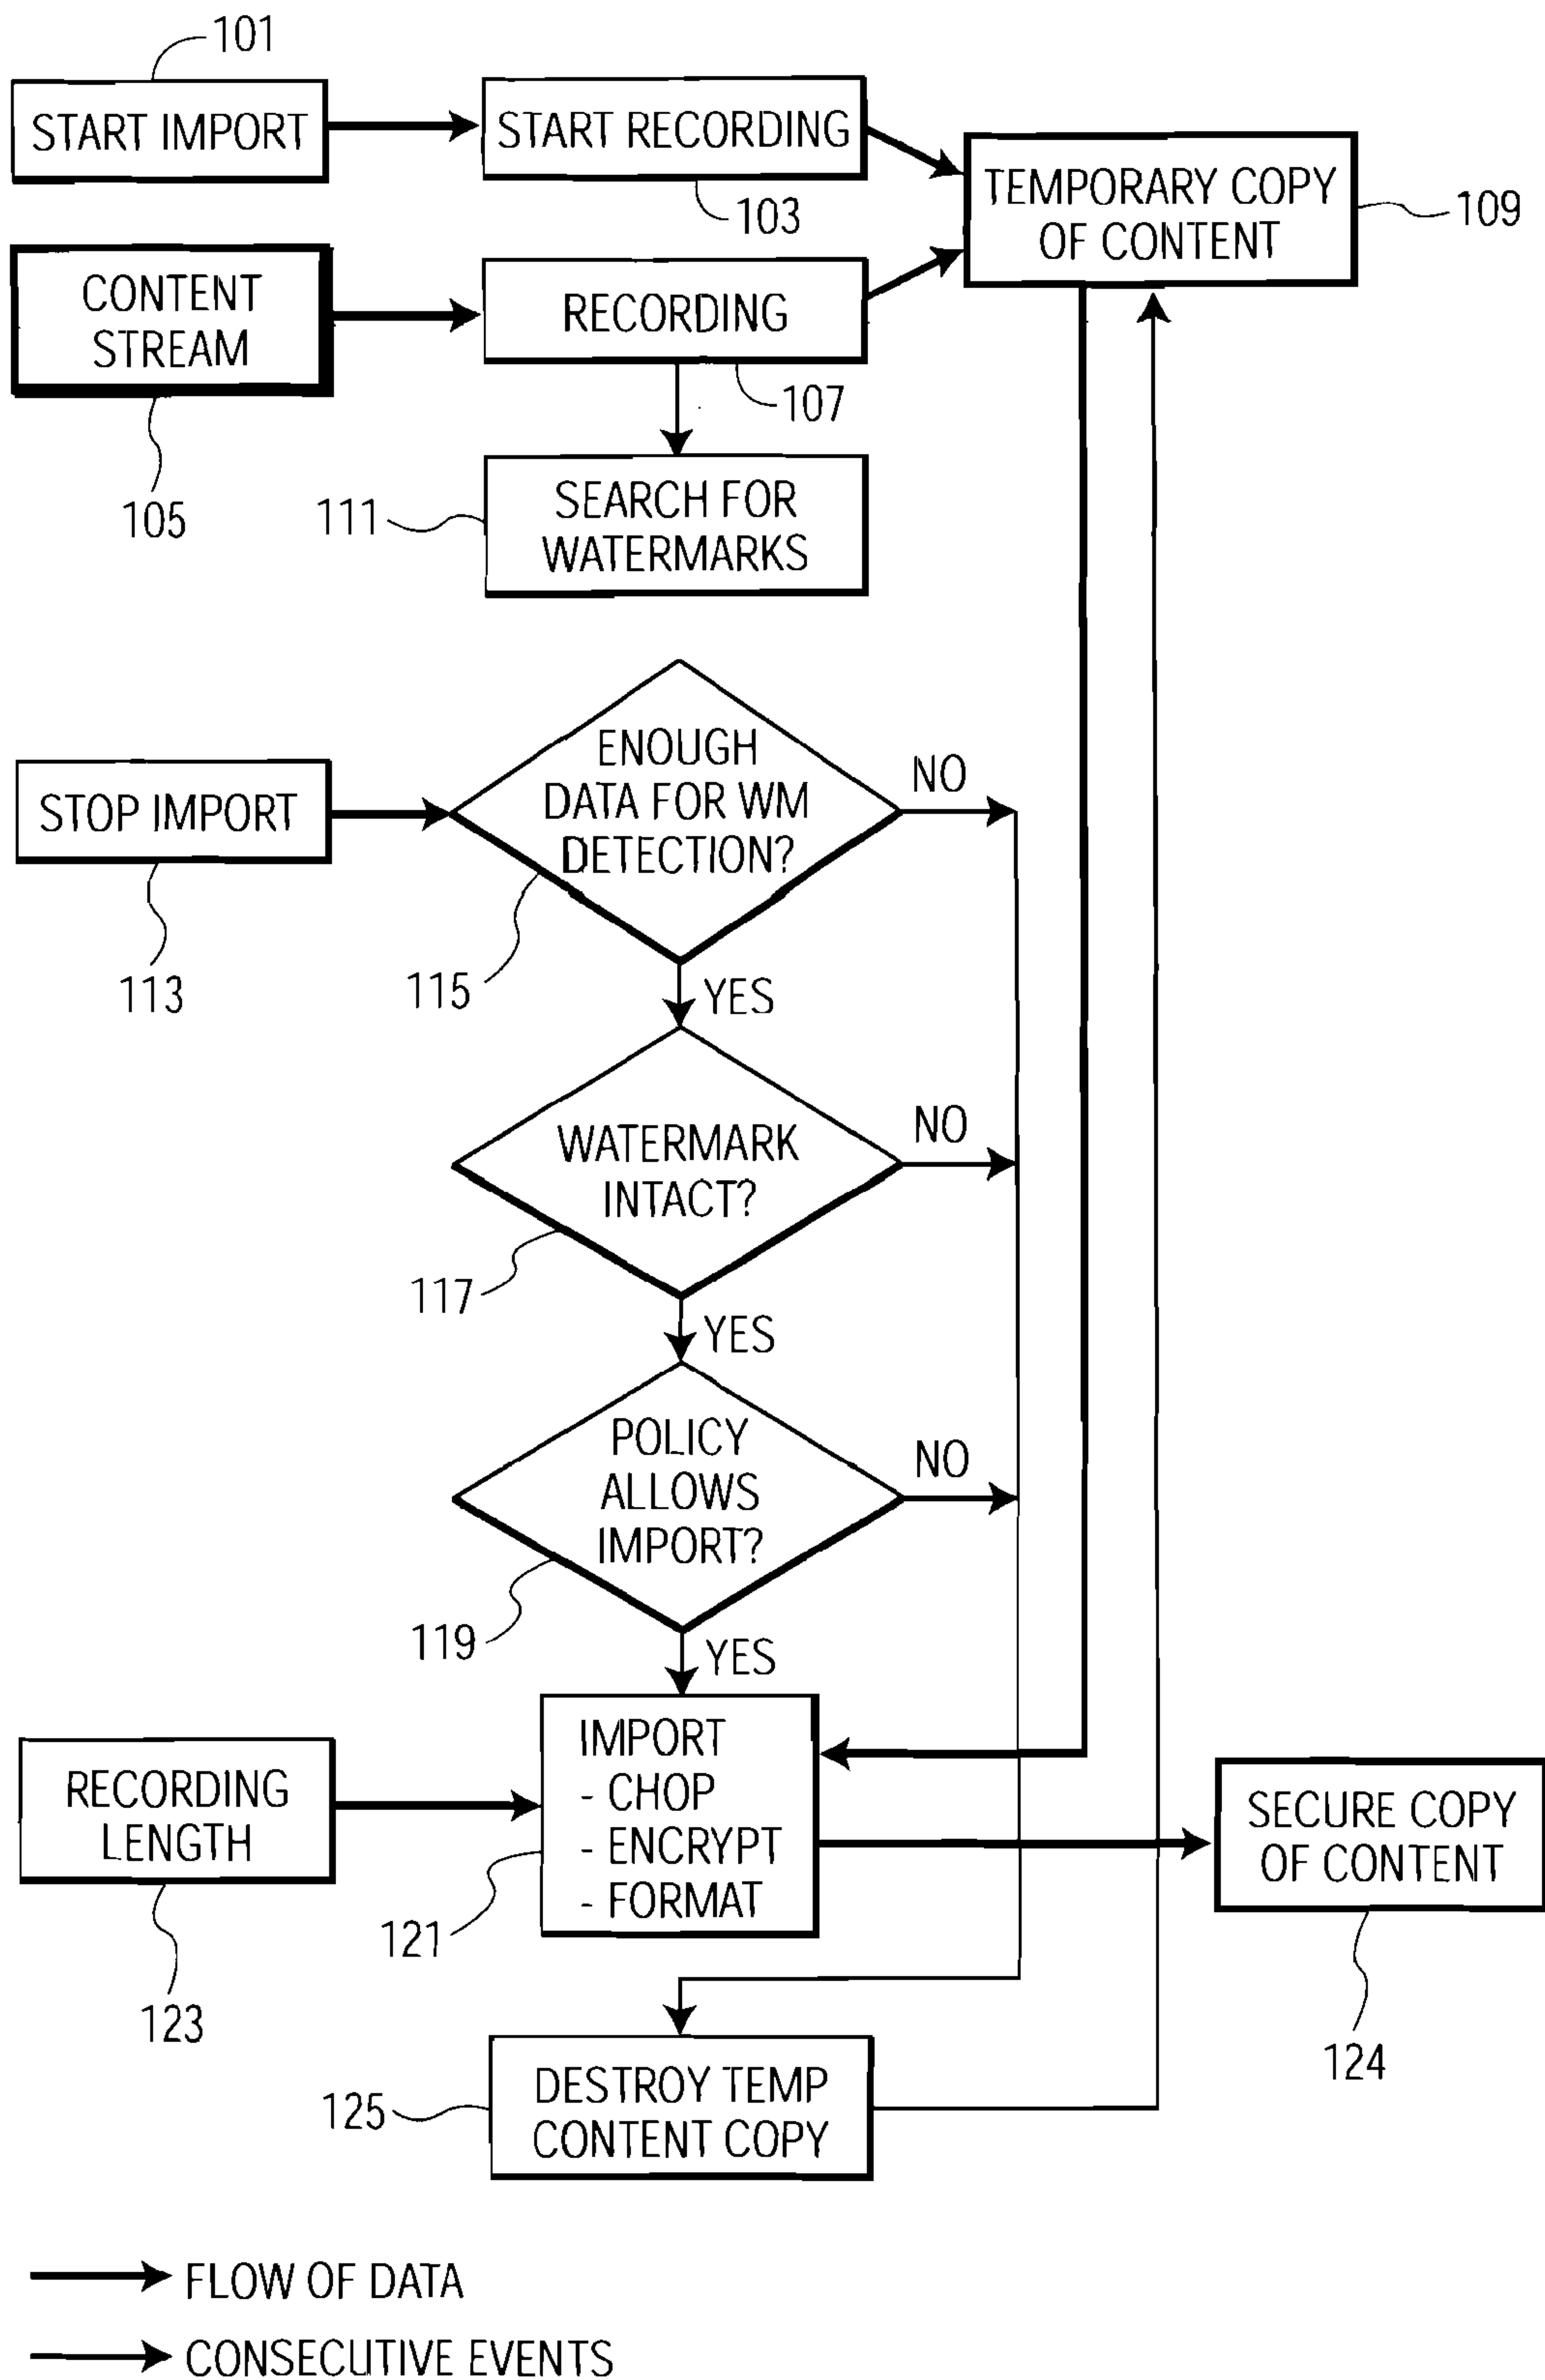 101
START IMPORT
START RECORDING
103
TEMPORARY COPY
OF CONTENT
109
CONTENT
STREAM
105
RECORDING
107
SEARCH FOR
WATERMARKS
111
STOP IMPORT
113
ENOUGH
DATA FOR WM
DETECTION?
115
NO
YES
WATERMARK
INTACT?
117
NO
YES
POLICY
ALLOWS
IMPORT?
119
NO
YES
RECORDING
LENGTH
123
IMPORT
- CHOP
- ENCRYPT
- FORMAT
121
SECURE COPY
OF CONTENT
124
DESTROY TEMP
CONTENT COPY
125
FLOW OF DATA
CONSECUTIVE EVENTS